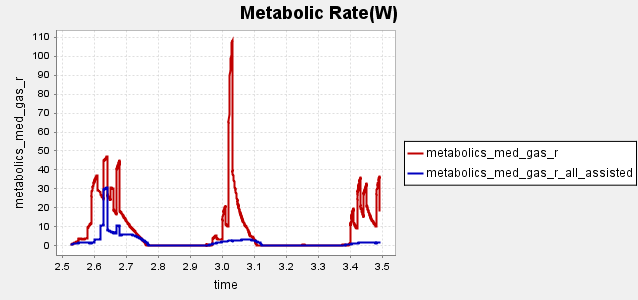 Metabolic Rate(W)
metabolics_med_gas_r
110
100
90
80
70
60
50
40
30
20
10
0
2.5 2.6 2.7 2.8 2.9 3.0 3.1 3.2 3.3 3.4 3.5
time
metabolics_med_gas_r
metabolics_med_gas_r_all_assisted